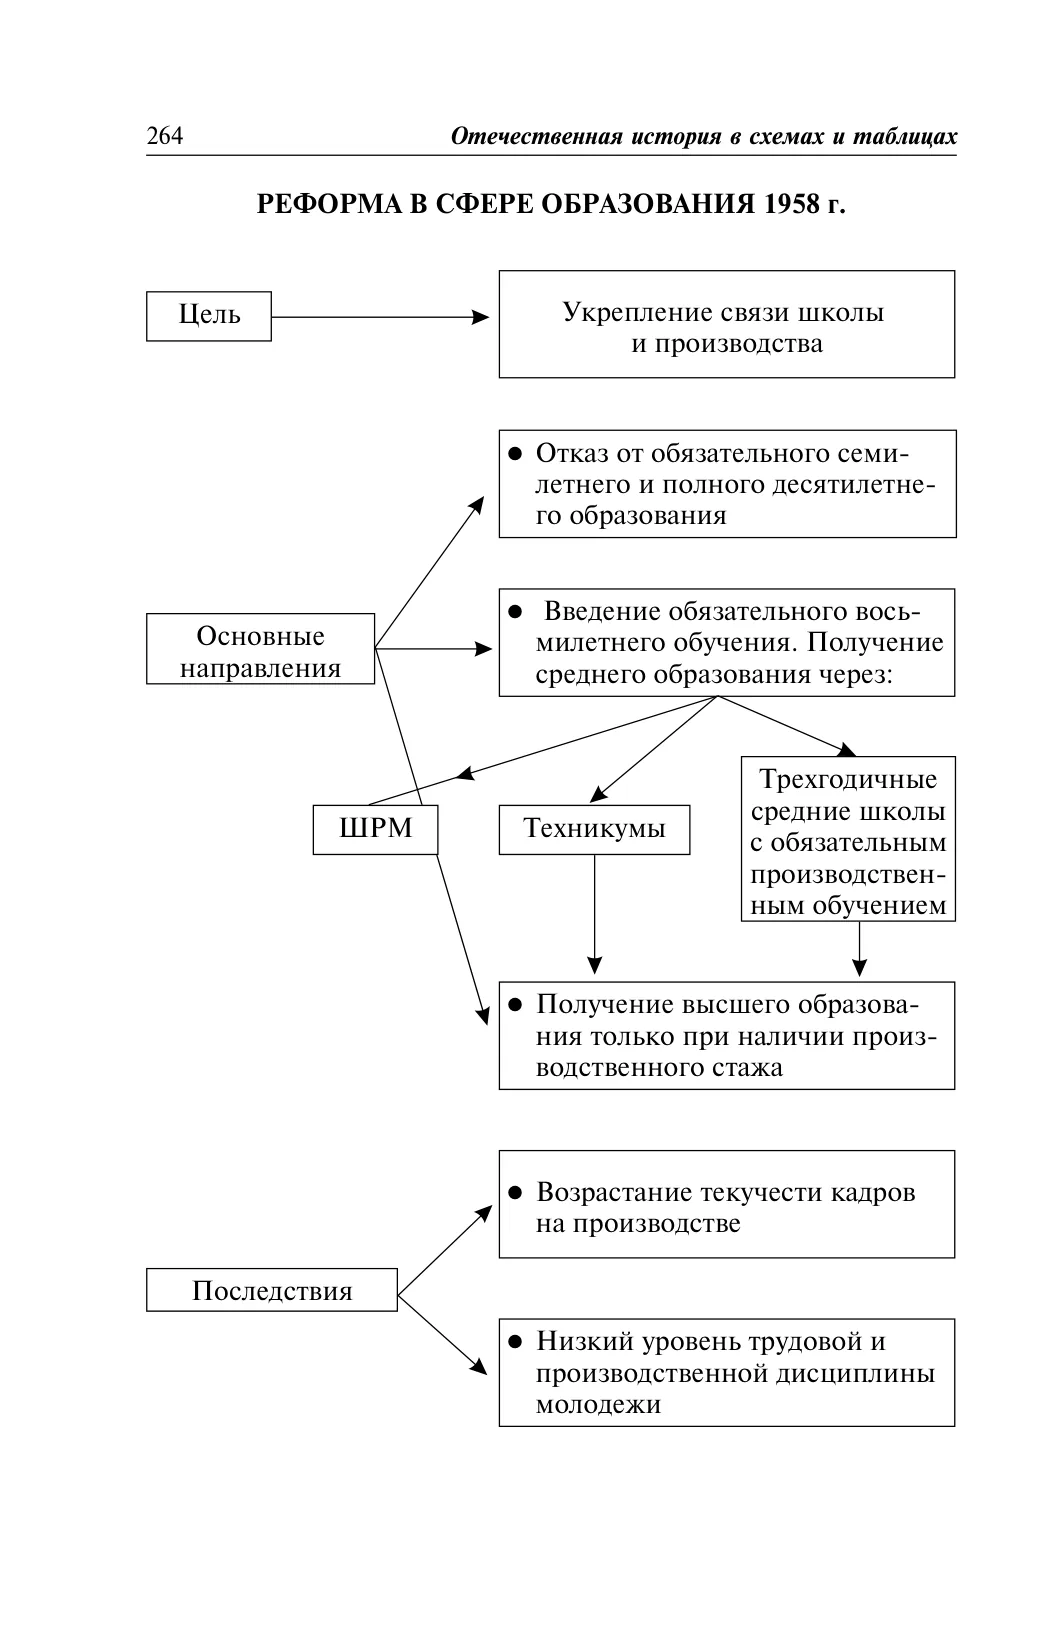 264
Отечественная история в схемах и таблицах
РЕФОРМА В СФЕРЕ ОБРАЗОВАНИЯ 1958 г.
Цель
Укрепление связи школы
и производства
● Отказ от обязательного семи-
летнего и полного десятилетне-
го образования
Основные
направления
● Введение обязательного вось-
милетнего обучения. Получение
среднего образования через:
ШРМ
Техникумы
Трехгодичные
средние школы
с обязательным
производствен-
ным обучением
● Получение высшего образова-
ния только при наличии произ-
водственного стажа
Последствия
● Возрастание текучести кадров
на производстве
● Низкий уровень трудовой и
производственной дисциплины
молодежи